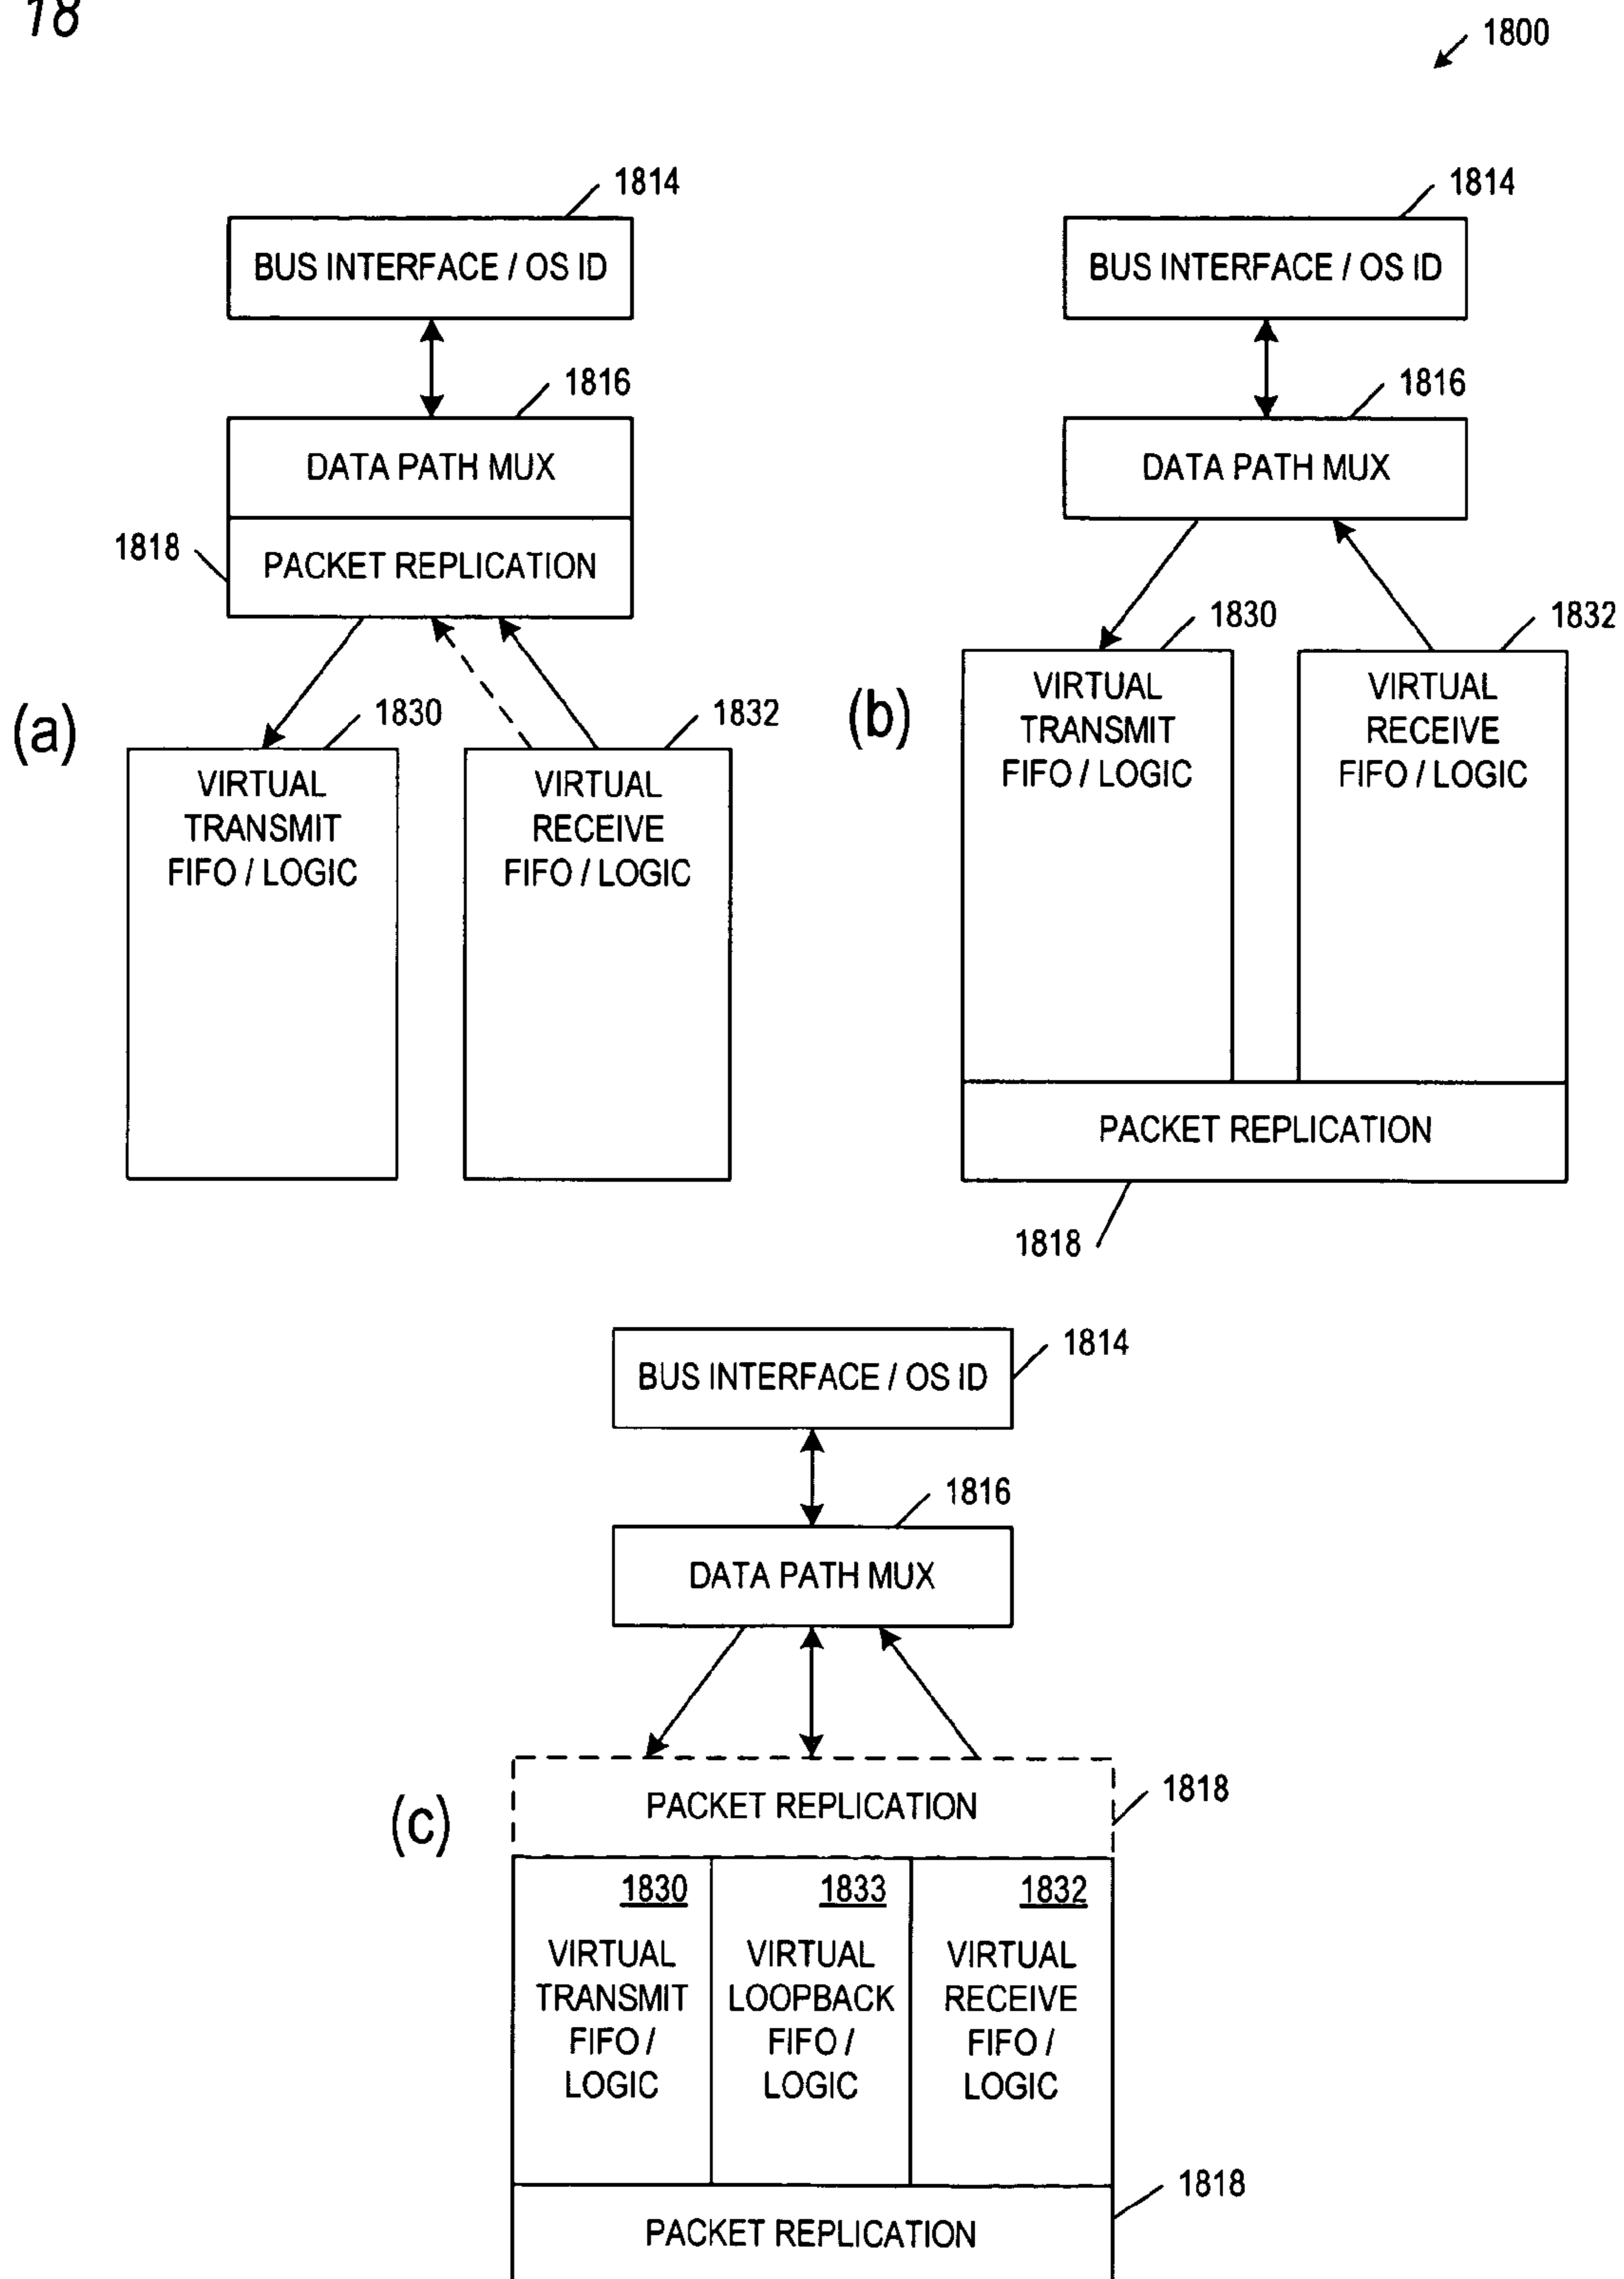 18
1800
1814
BUS INTERFACE / OS ID
1816
DATA PATH MUX
1818
PACKET REPLICATION
(a)
1830
1832
VIRTUAL
TRANSMIT
FIFO / LOGIC
VIRTUAL
RECEIVE
FIFO / LOGIC
1814
BUS INTERFACE / OS ID
1816
DATA PATH MUX
(b)
1830
1832
VIRTUAL
TRANSMIT
FIFO / LOGIC
VIRTUAL
RECEIVE
FIFO / LOGIC
PACKET REPLICATION
1818
1814
BUS INTERFACE / OS ID
1816
DATA PATH MUX
(c)
PACKET REPLICATION
1818
1830
VIRTUAL
TRANSMIT
FIFO /
LOGIC
1833
VIRTUAL
LOOPBACK
FIFO /
LOGIC
1832
VIRTUAL
RECEIVE
FIFO /
LOGIC
1818
PACKET REPLICATION